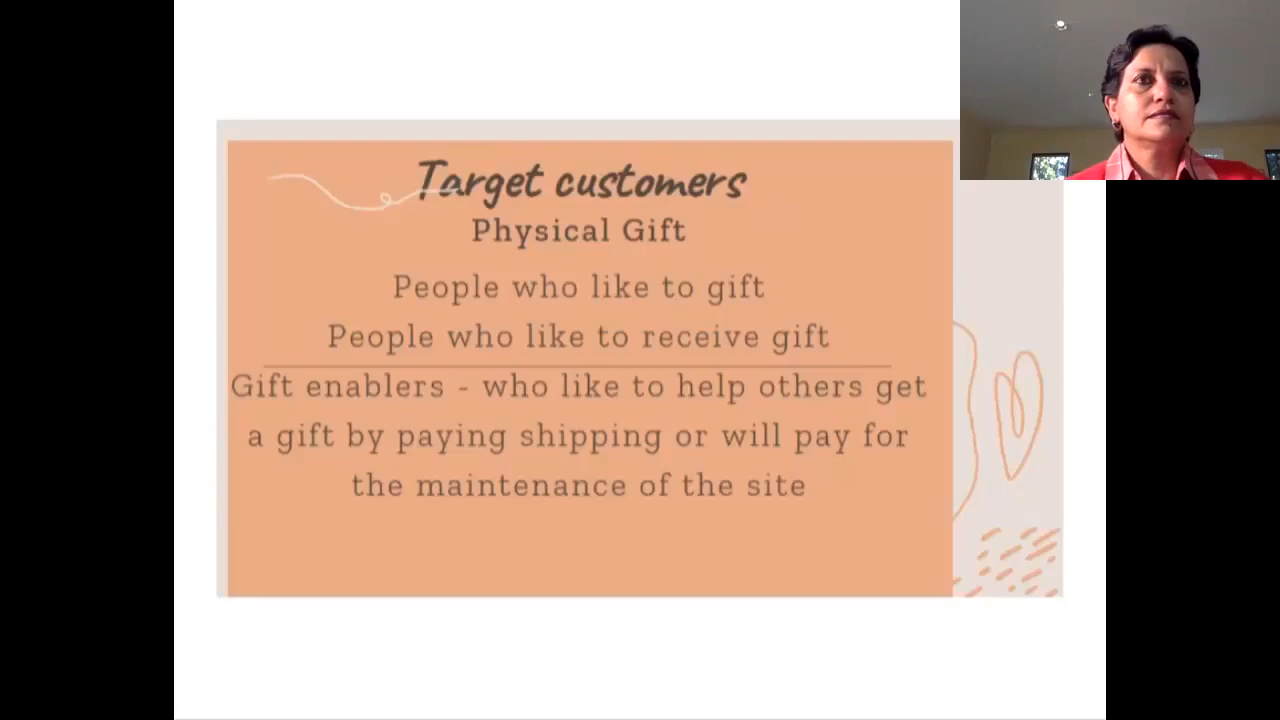 Target customers
Physical Gift
People who like to gift
People who like to receive gift
Gift enablers - who like to help others get
a gift by paying shipping or will pay for
the maintenance of the site